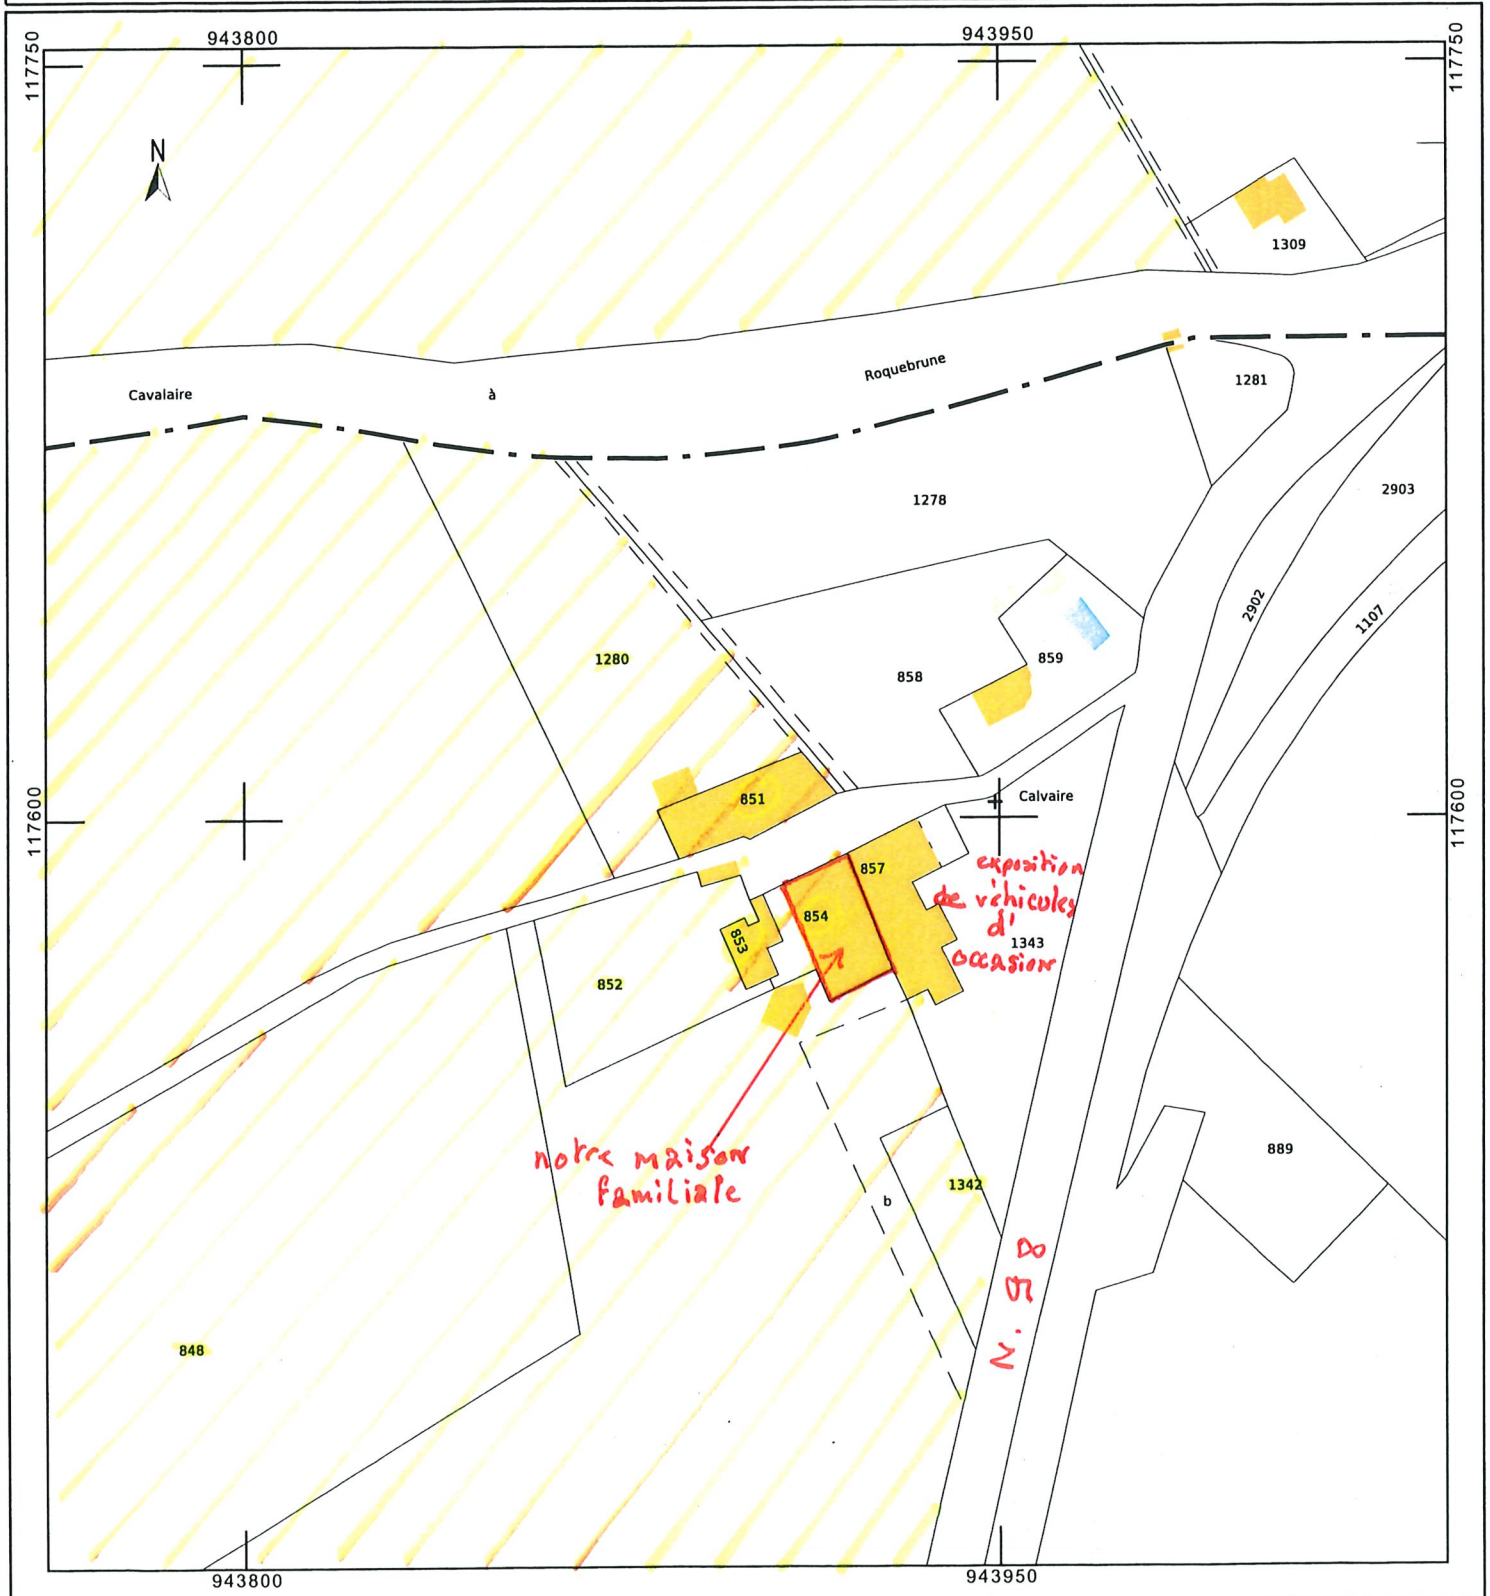 943800
943950
117750
117750
N
1309
Cavalaire
à
Roquebrune
1281
2903
1278
2902
1107
1280
859
858
851
Calvaire
117600
117600
857
exposition
de véhicules
d'
occasion
1343
854
853
852
notre maison
familiale
889
1342
b
N. 98
848
943800
943950